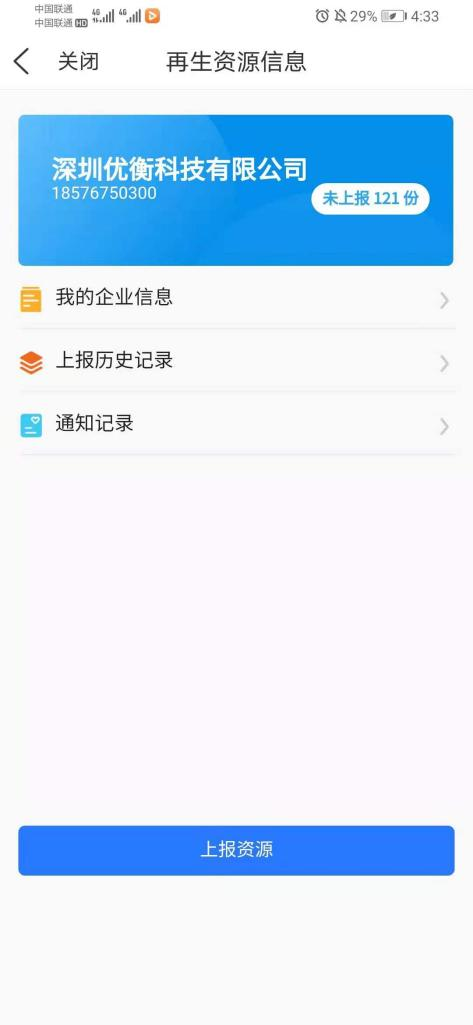 中国联通
中国联通 HD 4G 4G 29% 4:33
关闭 再生资源信息
深圳优衡科技有限公司
18576750300
未上报 121 份
我的企业信息
上报历史记录
通知记录
上报资源